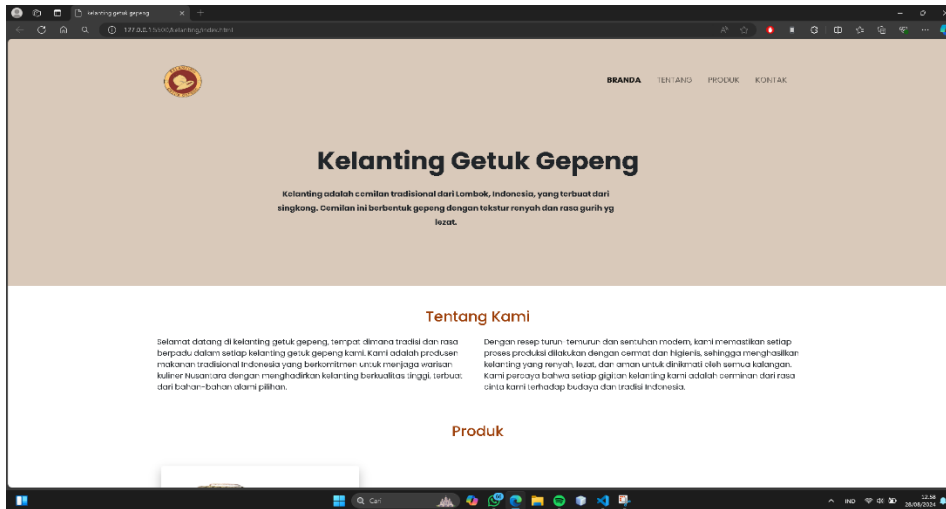 kelanting getuk gepeng
127.0.0.1:5500/kelanting/index.html
BRANDA TENTANG PRODUK KONTAK
Kelanting Getuk Gepeng
Kelanting adalah cemilan tradisional dari Lombok, Indonesia, yang terbuat dari
singkong. Cemilan ini berbentuk gepeng dengan tekstur renyah dan rasa gurih yg
lezat.
Tentang Kami
Selamat datang di kelanting getuk gepeng, tempat dimana tradisi dan rasa
berpadu dalam setiap kelanting getuk gepeng kami. Kami adalah produsen
makanan tradisional Indonesia yang berkomitmen untuk menjaga warisan
kuliner Nusantara dengan menghadirkan kelanting berkualitas tinggi, terbuat
dari bahan-bahan alami pilihan.
Dengan resep turun-temurun dan sentuhan modern, kami memastikan setiap
proses produksi dilakukan dengan cermat dan higienis, sehingga menghasilkan
kelanting yang renyah, lezat, dan aman untuk dinikmati oleh semua kalangan.
Kami percaya bahwa setiap gigitan kelanting kami adalah cerminan dari rasa
cinta kami terhadap budaya dan tradisi Indonesia.
Produk
Cari
IND
12.58
26/08/2024